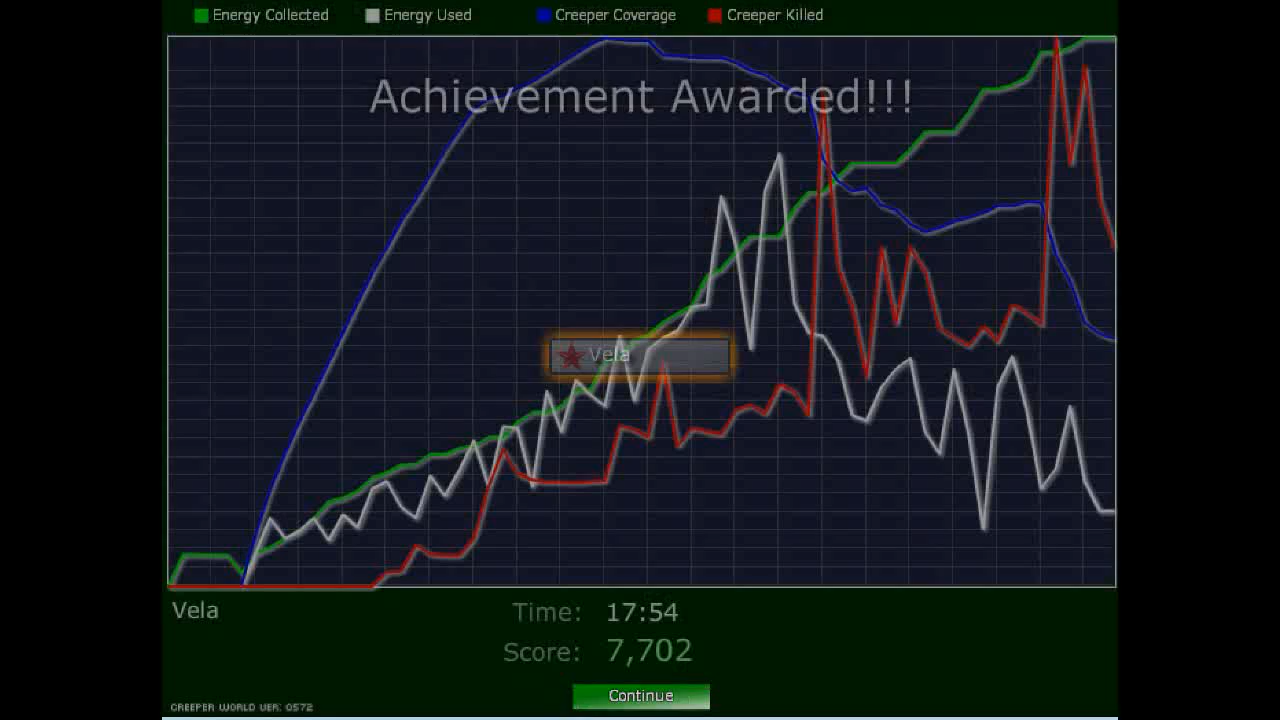 Energy Collected Energy Used Creeper Coverage Creeper Killed
Achievement Awarded!!!
Vela
Vela
Time: 17:54
Score: 7,702
Continue
CREEPER WORLD VER: 0572